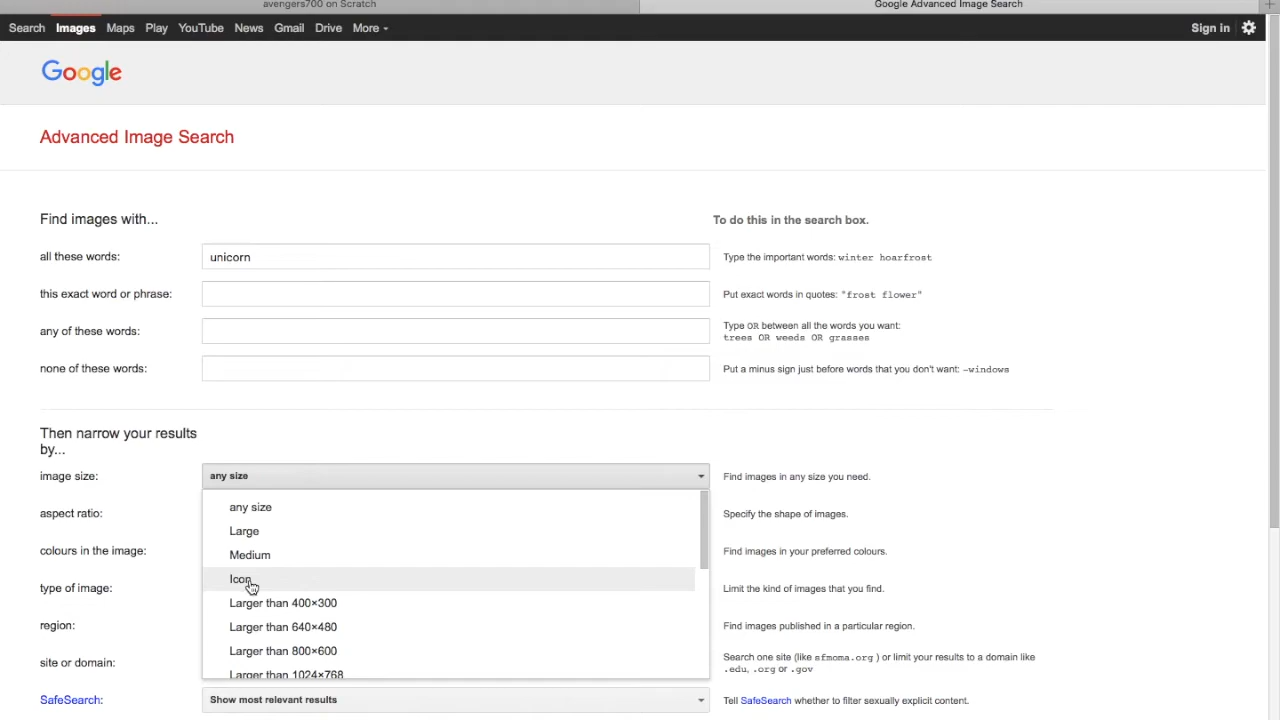 avengers700 on Scratch
Google Advanced Image Search
Search Images Maps Play YouTube News Gmail Drive More
Sign in
Google
Advanced Image Search
Find images with...
To do this in the search box.
all these words:
unicorn
Type the important words: winter hoarfrost
this exact word or phrase:
Put exact words in quotes: "frost flower"
any of these words:
Type OR between all the words you want:
trees OR weeds OR grasses
none of these words:
Put a minus sign just before words that you don't want: -windows
Then narrow your results
by...
image size:
any size
Find images in any size you need.
any size
aspect ratio:
Specify the shape of images.
Large
colours in the image:
Medium
Find images in your preferred colours.
Icon
type of image:
Limit the kind of images that you find.
Larger than 400×300
region:
Larger than 640×480
Find images published in a particular region.
Larger than 800×600
site or domain:
Search one site (like sfmoma.org ) or limit your results to a domain like
.edu, .org or .gov
Larger than 1024×768
SafeSearch:
Show most relevant results
Tell SafeSearch whether to filter sexually explicit content.